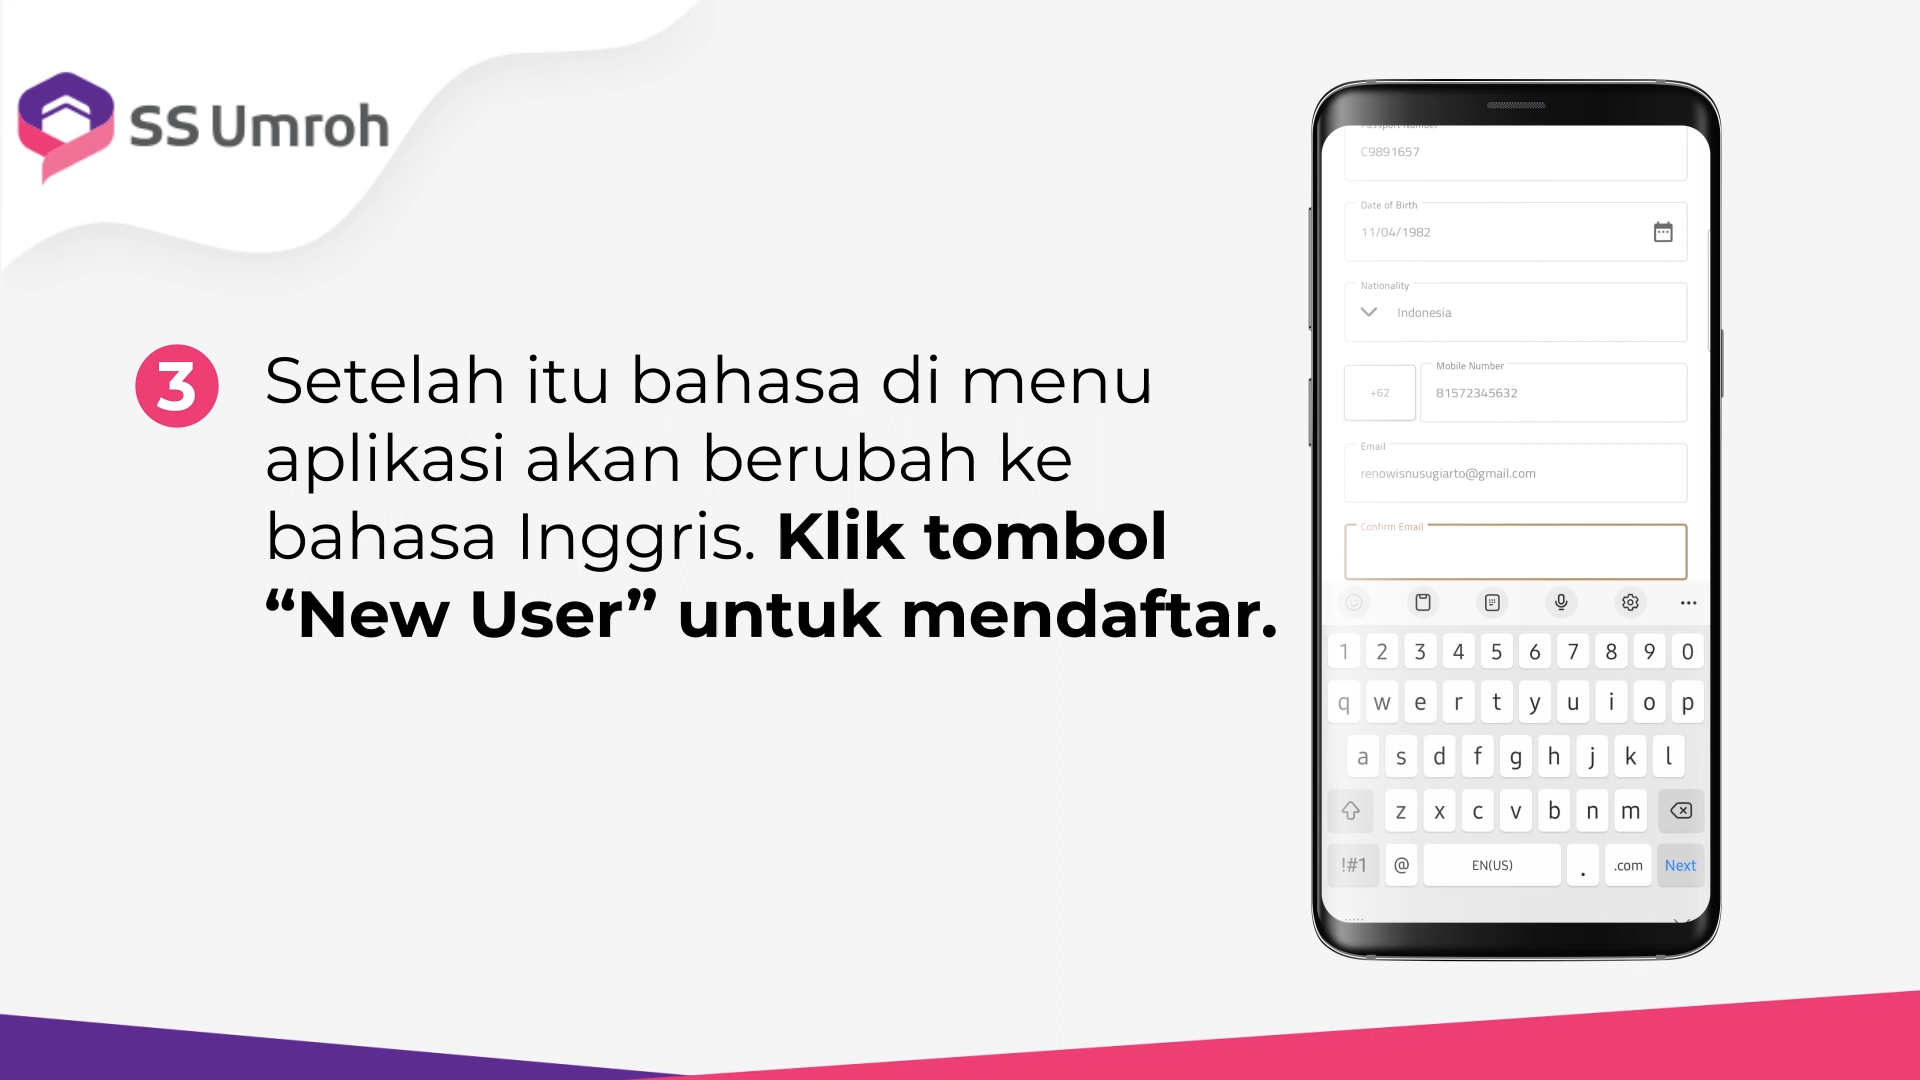 SS Umroh
3
Setelah itu bahasa di menu
aplikasi akan berubah ke
bahasa Inggris. Klik tombol
“New User” untuk mendaftar.
Passport Number
C9891657
Date of Birth
11/04/1982
Nationality
Indonesia
Mobile Number
+62 81572345632
Email
renowisnusugiarto@gmail.com
Confirm Email
1 2 3 4 5 6 7 8 9 0
q w e r t y u i o p
a s d f g h j k l
z x c v b n m
!#1 @ EN(US) . .com Next